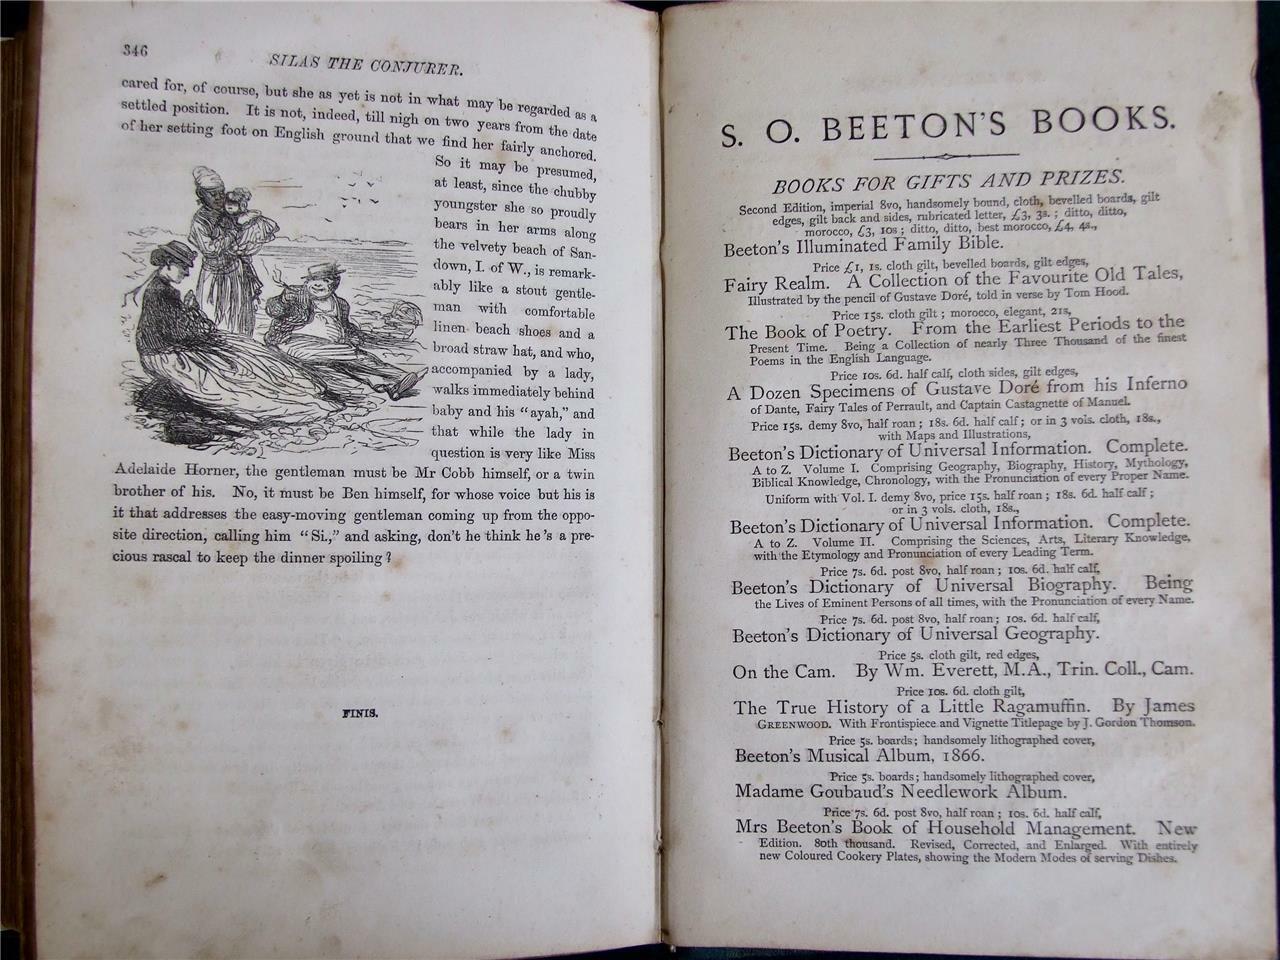 346
SILAS THE CONJURER.
cared for, of course, but she as yet is not in what may be regarded as a
settled position. It is not, indeed, till nigh on two years from the date
of her setting foot on English ground that we find her fairly anchored.
So it may be presumed,
at least, since the chubby
youngster she so proudly
bears in her arms along
the velvety beach of San-
down, I. of W., is remark-
ably like a stout gentle-
man with comfortable
linen beach shoes and a
broad straw hat, and who,
accompanied by a lady,
walks immediately behind
baby and his "ayah," and
that while the lady in
question is very like Miss
Adelaide Horner, the gentleman must be Mr Cobb himself, or a twin
brother of his. No, it must be Ben himself, for whose voice but his is
it that addresses the easy-moving gentleman coming up from the oppo-
site direction, calling him "Si.," and asking, don't he think he's a pre-
cious rascal to keep the dinner spoiling?
FINIS.
S. O. BEETON'S BOOKS.
BOOKS FOR GIFTS AND PRIZES.
Second Edition, imperial 8vo, handsomely bound, cloth, bevelled boards, gilt
edges, gilt back and sides, rubricated letter, £3, 3s.; ditto, ditto,
morocco, £3, 10s; ditto, ditto, best morocco, £4, 4s.,
Beeton's Illuminated Family Bible.
Price £1, 1s. cloth gilt, bevelled boards, gilt edges,
Fairy Realm. A Collection of the Favourite Old Tales,
Illustrated by the pencil of Gustave Doré, told in verse by Tom Hood.
Price 15s. cloth gilt; morocco, elegant, 21s,
The Book of Poetry. From the Earliest Periods to the
Present Time. Being a Collection of nearly Three Thousand of the finest
Poems in the English Language.
Price 10s. 6d. half calf, cloth sides, gilt edges,
A Dozen Specimens of Gustave Doré from his Inferno
of Dante, Fairy Tales of Perrault, and Captain Castagnette of Manuel.
Price 15s. demy 8vo, half roan; 18s. 6d. half calf; or in 3 vols. cloth, 18s.,
with Maps and Illustrations,
Beeton's Dictionary of Universal Information. Complete.
A to Z. Volume I. Comprising Geography, Biography, History, Mythology,
Biblical Knowledge, Chronology, with the Pronunciation of every Proper Name.
Uniform with Vol. I. demy 8vo, price 15s. half roan; 18s. 6d. half calf;
or in 3 vols. cloth, 18s.,
Beeton's Dictionary of Universal Information. Complete.
A to Z. Volume II. Comprising the Sciences, Arts, Literary Knowledge,
with the Etymology and Pronunciation of every Leading Term.
Price 7s. 6d. post 8vo, half roan; 10s. 6d. half calf,
Beeton's Dictionary of Universal Biography. Being
the Lives of Eminent Persons of all times, with the Pronunciation of every Name.
Price 7s. 6d. post 8vo, half roan; 10s. 6d. half calf,
Beeton's Dictionary of Universal Geography.
Price 5s. cloth gilt, red edges,
On the Cam. By Wm. Everett, M.A., Trin. Coll., Cam.
Price 10s. 6d. cloth gilt,
The True History of a Little Ragamuffin. By James
GREENWOOD. With Frontispiece and Vignette Titlepage by J. Gordon Thomson.
Price 5s. boards; handsomely lithographed cover,
Beeton's Musical Album, 1866.
Price 5s. boards; handsomely lithographed cover,
Madame Goubaud's Needlework Album.
Price 7s. 6d. post 8vo, half roan; 10s. 6d. half calf,
Mrs Beeton's Book of Household Management. New
Edition. 80th thousand. Revised, Corrected, and Enlarged. With entirely
new Coloured Cookery Plates, showing the Modern Modes of serving Dishes.